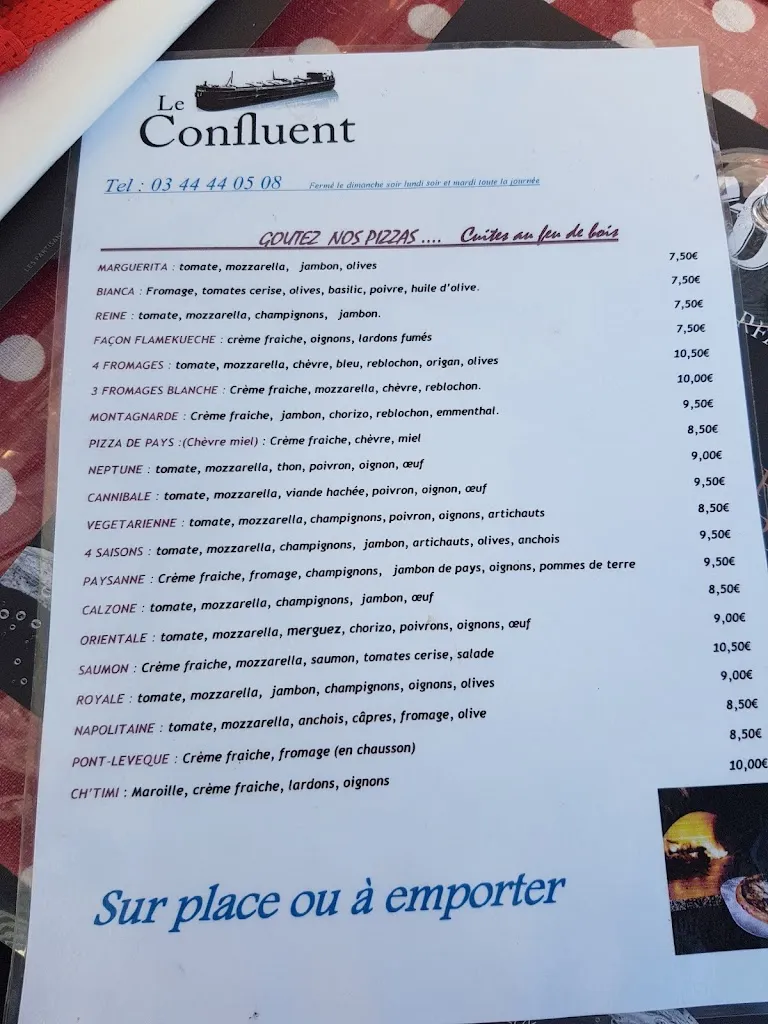 Le
Confluent
Tel : 03 44 44 05 08 Fermé le dimanche soir lundi soir et mardi toute la journée
GOUTEZ NOS PIZZAS .... Cuites au feu de bois
MARGUERITA : tomate, mozzarella, jambon, olives 7,50€
BIANCA : Fromage, tomates cerise, olives, basilic, poivre, huile d'olive. 7,50€
REINE : tomate, mozzarella, champignons, jambon. 7,50€
FAÇON FLAMEKUECHE : crème fraiche, oignons, lardons fumés 7,50€
4 FROMAGES : tomate, mozzarella, chèvre, bleu, reblochon, origan, olives 10,50€
3 FROMAGES BLANCHE : Crème fraiche, mozzarella, chèvre, reblochon. 10,00€
MONTAGNARDE : Crème fraiche, jambon, chorizo, reblochon, emmenthal. 9,50€
PIZZA DE PAYS :(Chèvre miel) : Crème fraiche, chèvre, miel 8,50€
NEPTUNE : tomate, mozzarella, thon, poivron, oignon, œuf 9,00€
CANNIBALE : tomate, mozzarella, viande hachée, poivron, oignon, œuf 9,50€
VEGETARIENNE : tomate, mozzarella, champignons, poivron, oignons, artichauts 8,50€
4 SAISONS : tomate, mozzarella, champignons, jambon, artichauts, olives, anchois 9,50€
PAYSANNE : Crème fraiche, fromage, champignons, jambon de pays, oignons, pommes de terre 9,50€
CALZONE : tomate, mozzarella, champignons, jambon, œuf 8,50€
ORIENTALE : tomate, mozzarella, merguez, chorizo, poivrons, oignons, œuf 9,00€
SAUMON : Crème fraiche, mozzarella, saumon, tomates cerise, salade 10,50€
ROYALE : tomate, mozzarella, jambon, champignons, oignons, olives 9,00€
NAPOLITAINE : tomate, mozzarella, anchois, câpres, fromage, olive 8,50€
PONT-LEVEQUE : Crème fraiche, fromage (en chausson) 8,50€
CH'TIMI : Maroille, crème fraiche, lardons, oignons 10,00€
Sur place ou à emporter